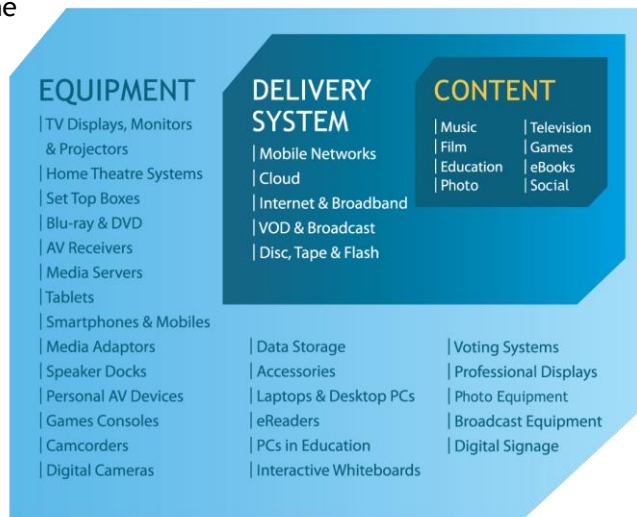 EQUIPMENT
| TV Displays, Monitors
& Projectors
| Home Theatre Systems
| Set Top Boxes
| Blu-ray & DVD
| AV Receivers
| Media Servers
| Tablets
| Smartphones & Mobiles
| Media Adaptors
| Speaker Docks
| Personal AV Devices
| Games Consoles
| Camcorders
| Digital Cameras
| Data Storage
| Accessories
| Laptops & Desktop PCs
| eReaders
| PCs in Education
| Interactive Whiteboards
| Voting Systems
| Professional Displays
| Photo Equipment
| Broadcast Equipment
| Digital Signage
DELIVERY
SYSTEM
| Mobile Networks
| Cloud
| Internet & Broadband
| VOD & Broadcast
| Disc, Tape & Flash
CONTENT
| Music
| Film
| Education
| Photo
| Television
| Games
| eBooks
| Social